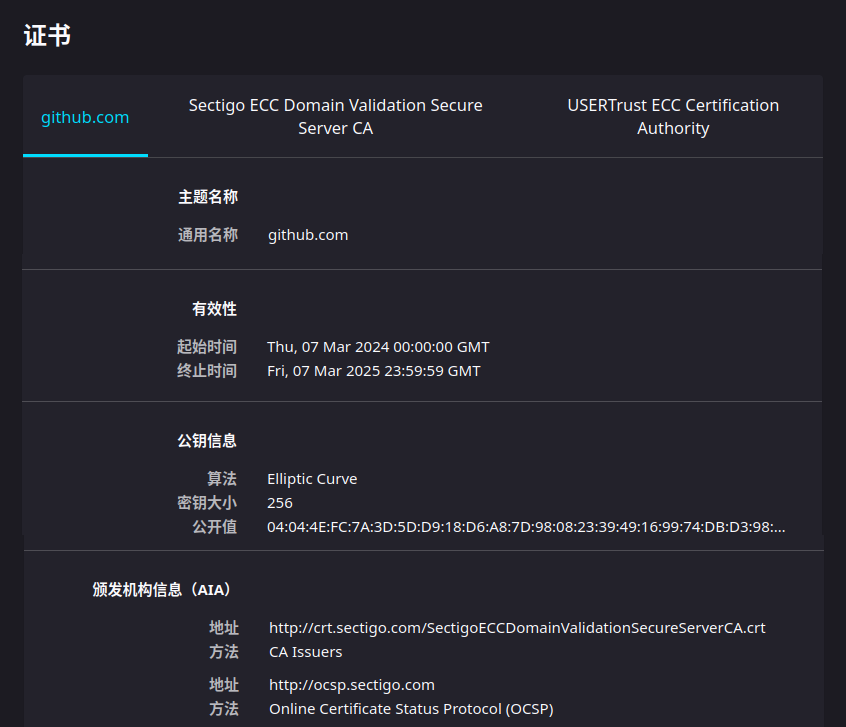 证书
github.com
Sectigo ECC Domain Validation Secure
Server CA
USERTrust ECC Certification
Authority
主题名称
通用名称 github.com
有效性
起始时间 Thu, 07 Mar 2024 00:00:00 GMT
终止时间 Fri, 07 Mar 2025 23:59:59 GMT
公钥信息
算法 Elliptic Curve
密钥大小 256
公开值 04:04:4E:FC:7A:3D:5D:D9:18:D6:A8:7D:98:08:23:39:49:16:99:74:DB:D3:98:...
颁发机构信息（AIA）
地址 http://crt.sectigo.com/SectigoECCDomainValidationSecureServerCA.crt
方法 CA Issuers
地址 http://ocsp.sectigo.com
方法 Online Certificate Status Protocol (OCSP)